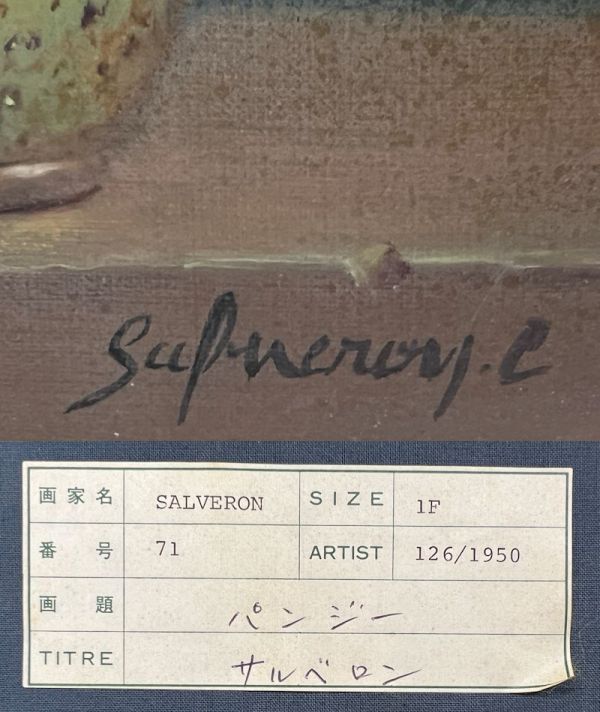 Salveron. C
画家名 SALVERON SIZE 1F
番号 71 ARTIST 126/1950
画題 パンジー
TITRE サルベロン